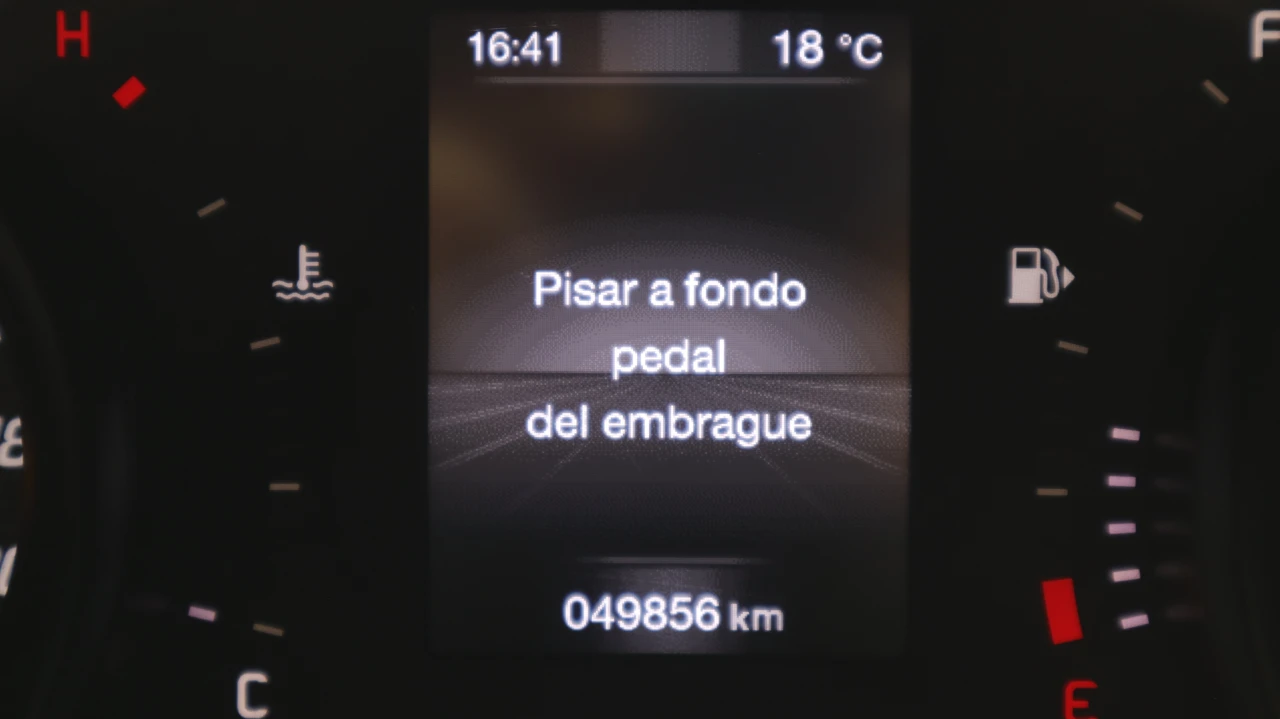 H
16:41 18 °C
F
Pisar a fondo
pedal
del embrague
049856 km
C
E